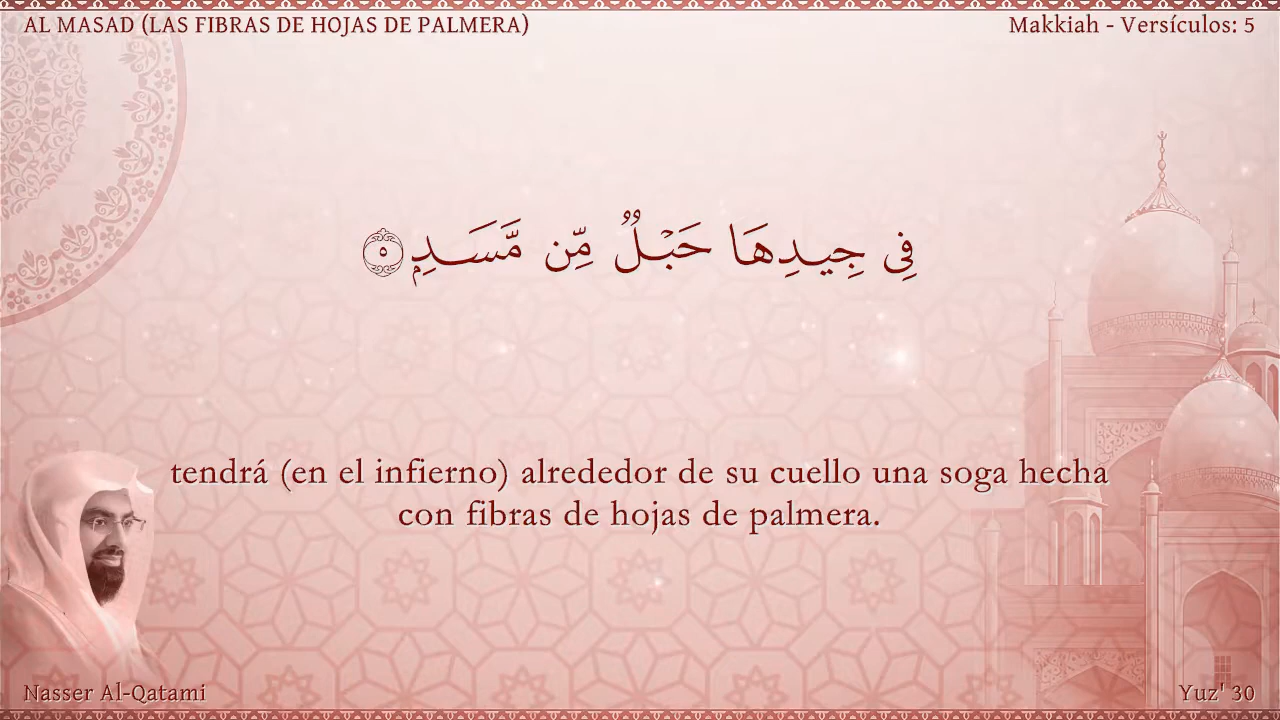 AL MASAD (LAS FIBRAS DE HOJAS DE PALMERA)
Makkiah - Versículos: 5
فِي جِيدِهَا حَبْلٌ مِّن مَّسَدٍ ٥
tendrá (en el infierno) alrededor de su cuello una soga hecha
con fibras de hojas de palmera.
Nasser Al-Qatami
Yuz' 30